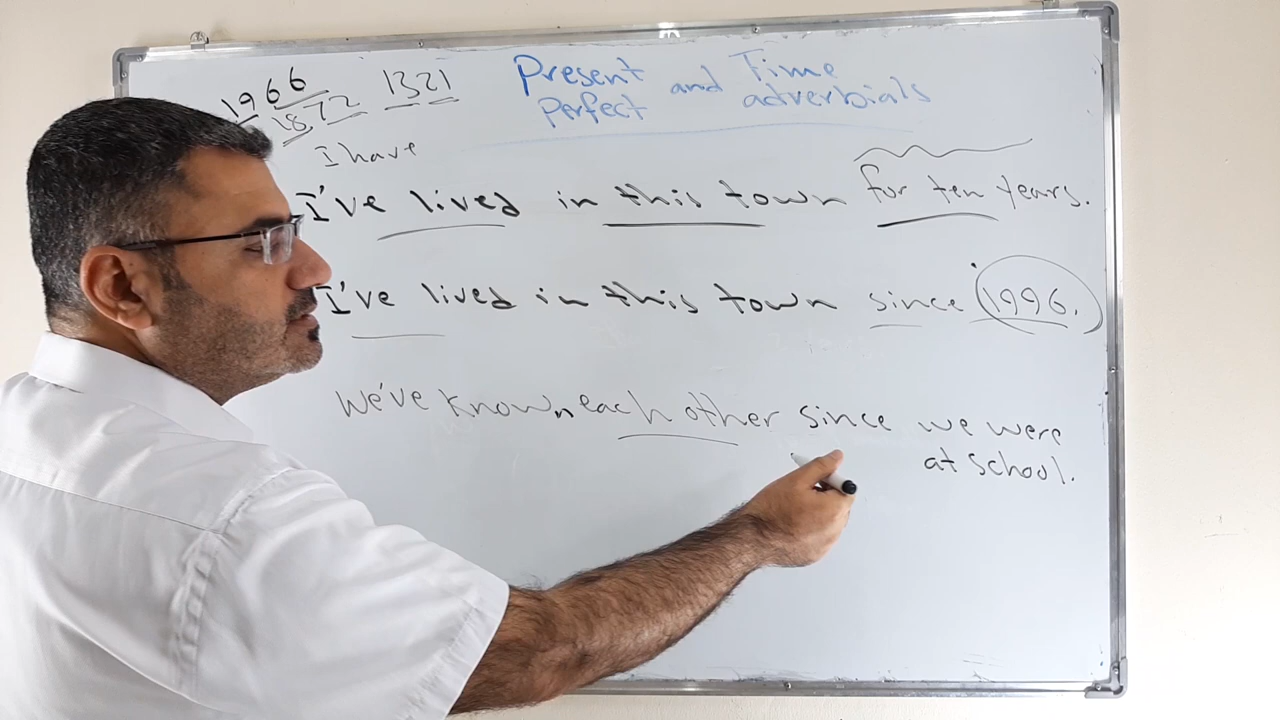 1966 1321
1872
Present and Time
perfect adverbials
I have
I've lived in this town for ten years.
I've lived in this town since 1996.
We've known each other since we were
at school.